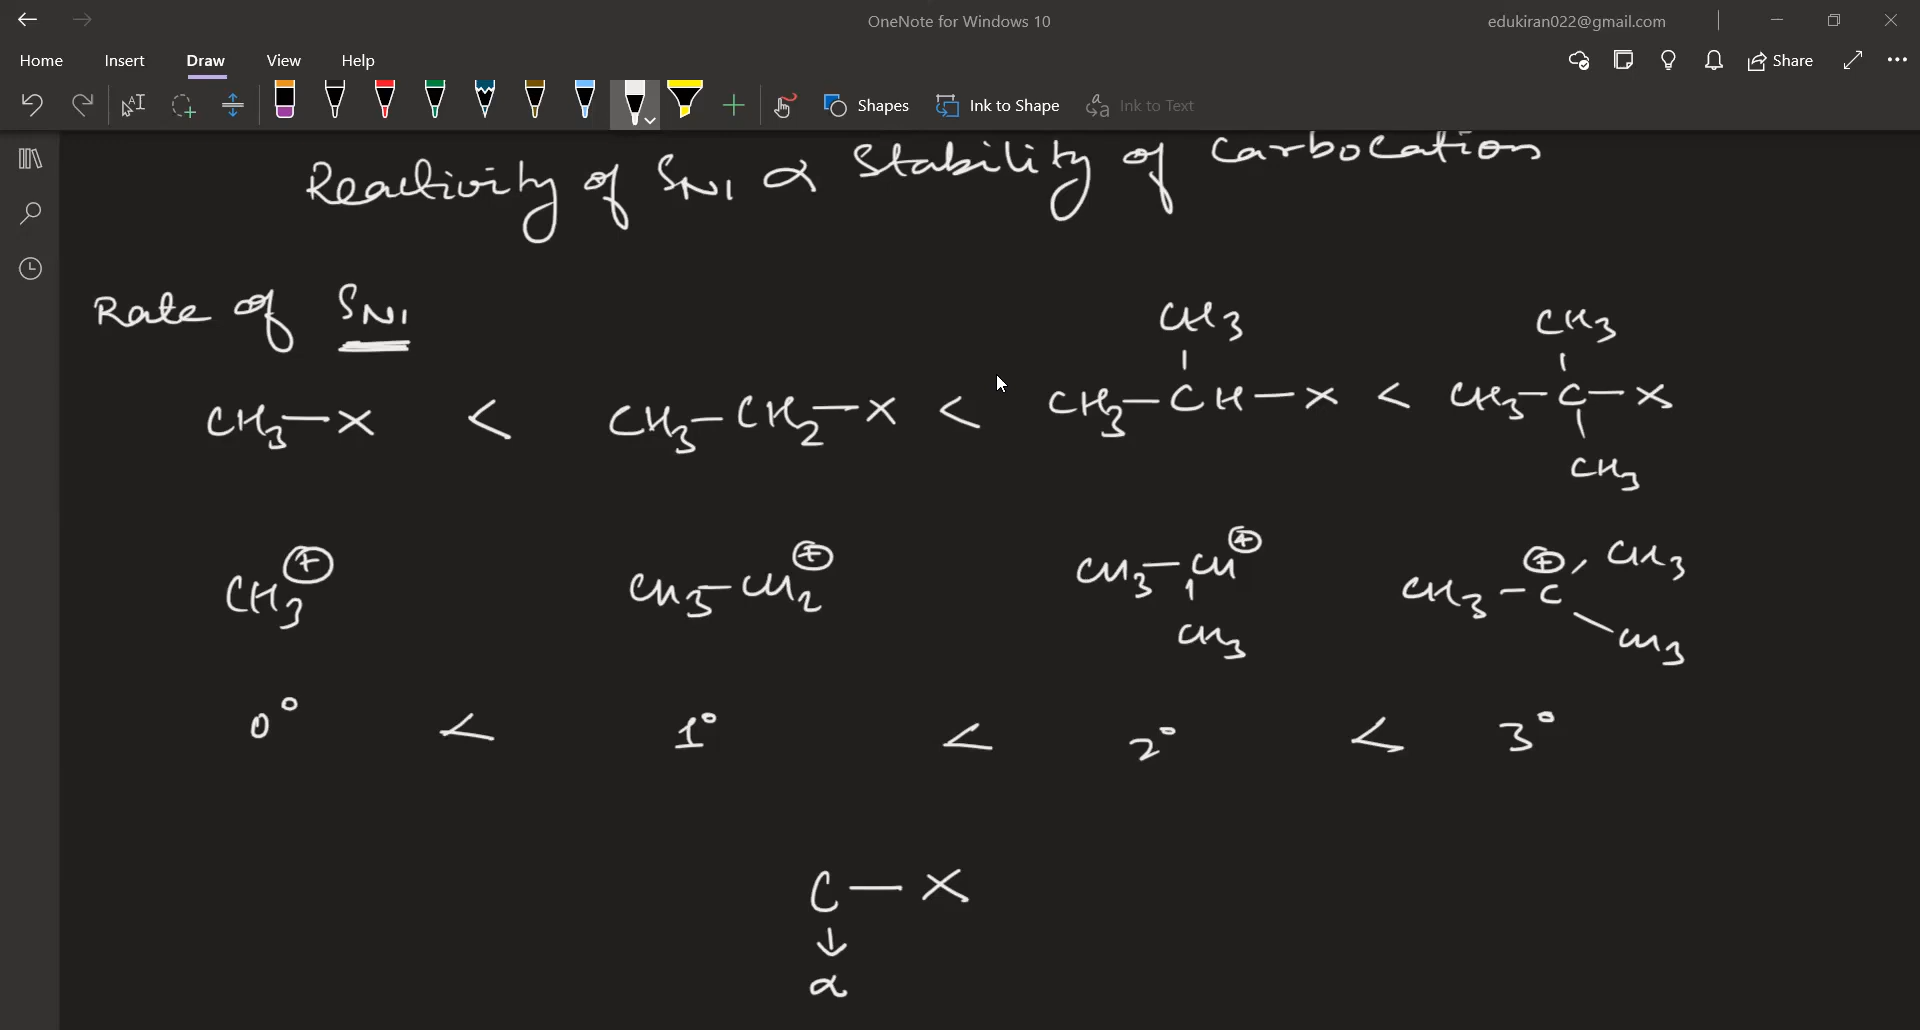 OneNote for Windows 10
edukiran022@gmail.com
Home Insert Draw View Help
Share
Shapes Ink to Shape Ink to Text
Reactivity of SN1 α Stability of Carbocation
Rate of SN1
CH3
CH3
CH3—X < CH3—CH2—X < CH3—CH—X < CH3—C—X
CH3
CH3⊕ CH3—CH2⊕ CH3—CH⊕ CH3—C⊕ CH3
CH3 CH3
0° < 1° < 2° < 3°
C—X
↓
α